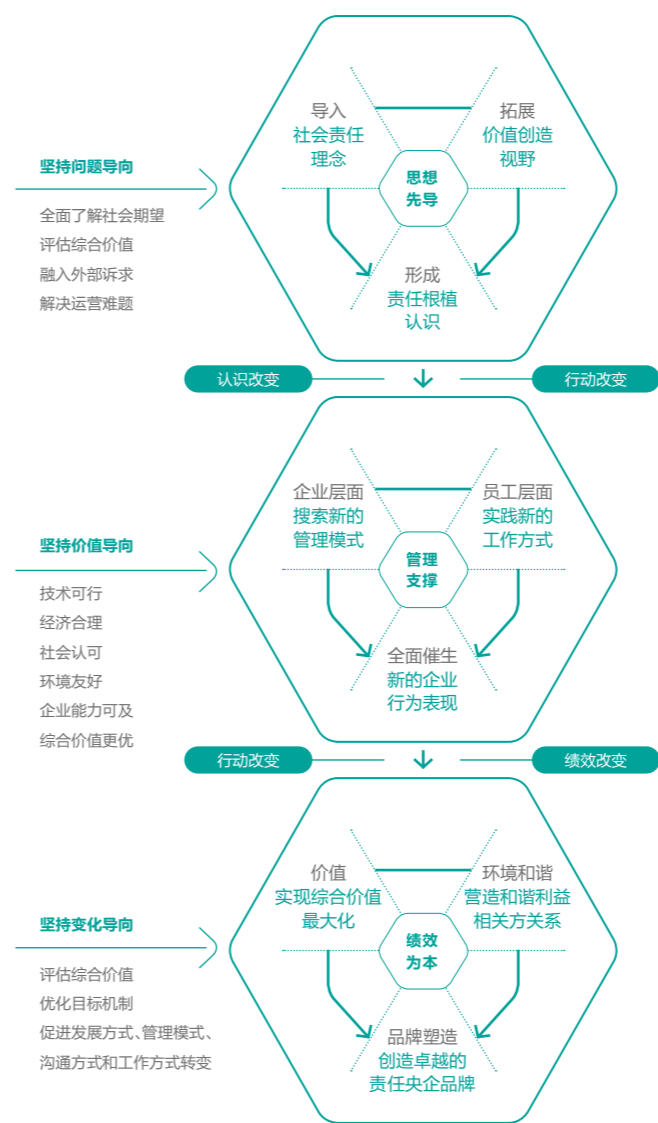 导入
社会责任
理念
拓展
价值创造
视野
思想
先导
形成
责任根植
认识
坚持问题导向
全面了解社会期望
评估综合价值
融入外部诉求
解决运营难题
认识改变
行动改变
企业层面
搜索新的
管理模式
员工层面
实践新的
工作方式
管理
支撑
全面催生
新的企业
行为表现
坚持价值导向
技术可行
经济合理
社会认可
环境友好
企业能力可及
综合价值更优
行动改变
绩效改变
价值
实现综合价值
最大化
环境和谐
营造和谐利益
相关方关系
绩效
为本
品牌塑造
创造卓越的
责任央企品牌
坚持变化导向
评估综合价值
优化目标机制
促进发展方式、管理模式、
沟通方式和工作方式转变